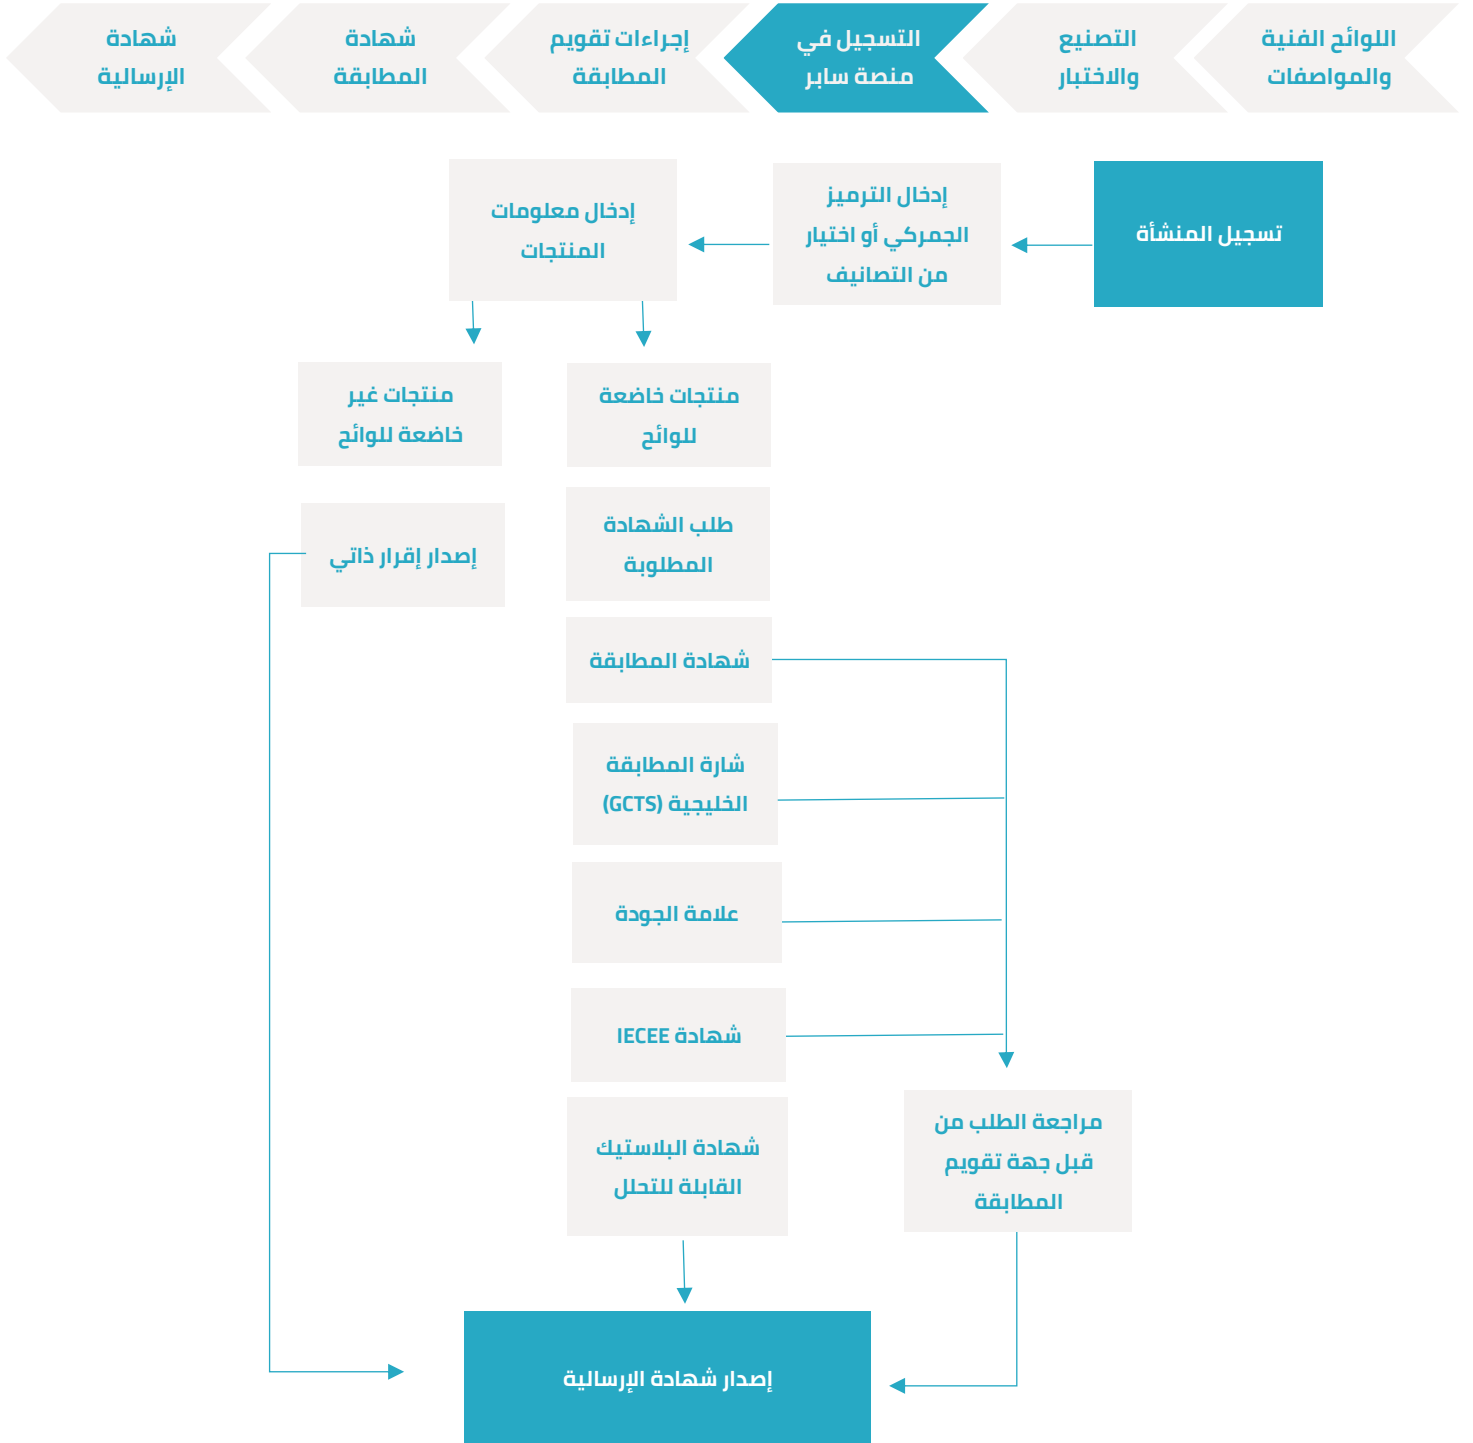 اللوائح الفنية
والمواصفات
التصنيع
والاختبار
التسجيل في
منصة سابر
إجراءات تقويم
المطابقة
شهادة
المطابقة
شهادة
الإرسالية
تسجيل المنشأة
إدخال الترميز
الجمركي أو اختيار
من التصانيف
إدخال معلومات
المنتجات
منتجات خاضعة
للوائح
منتجات غير
خاضعة للوائح
طلب الشهادة
المطلوبة
إصدار إقرار ذاتي
شهادة المطابقة
شارة المطابقة
الخليجية (GCTS)
علامة الجودة
شهادة IECEE
شهادة البلاستيك
القابلة للتحلل
مراجعة الطلب من
قبل جهة تقويم
المطابقة
إصدار شهادة الإرسالية